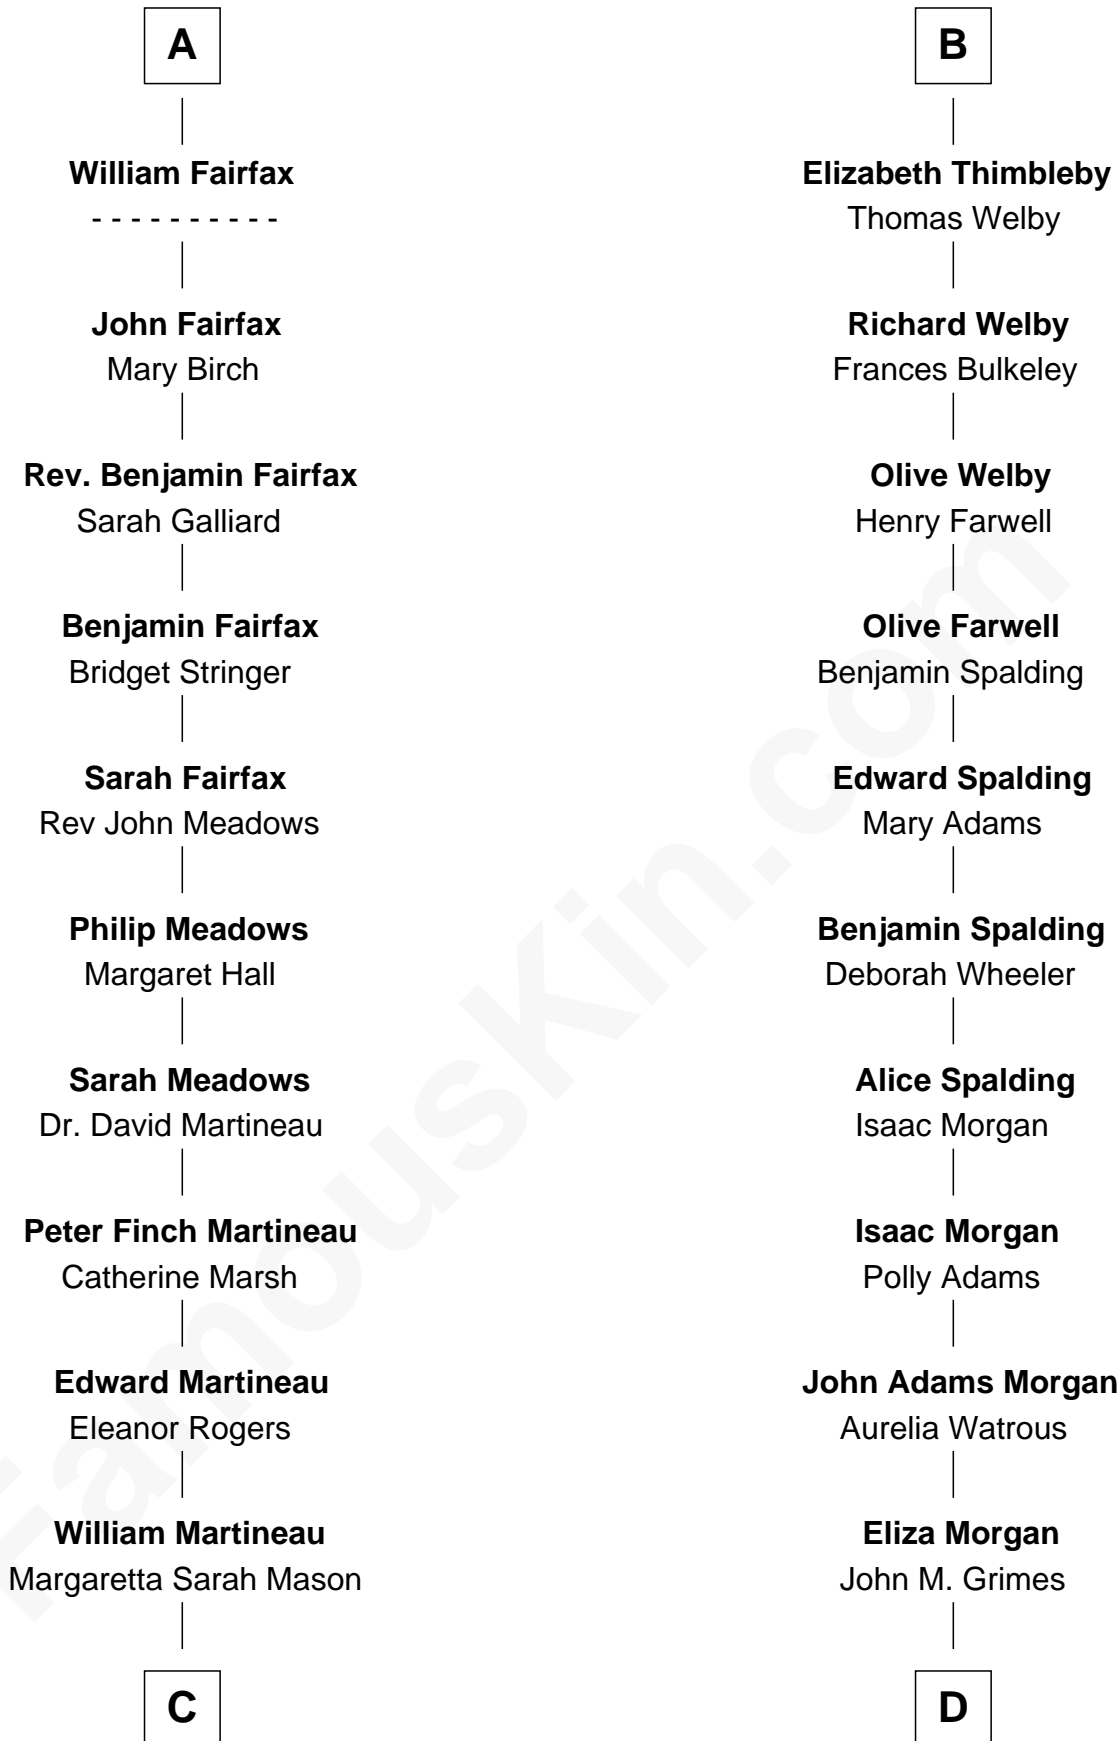 A
William Fairfax
- - - - - - - - - -
John Fairfax
Mary Birch
Rev. Benjamin Fairfax
Sarah Galliard
Benjamin Fairfax
Bridget Stringer
Sarah Fairfax
Rev John Meadows
Philip Meadows
Margaret Hall
Sarah Meadows
Dr. David Martineau
Peter Finch Martineau
Catherine Marsh
Edward Martineau
Eleanor Rogers
William Martineau
Margaretta Sarah Mason
C
B
Elizabeth Thimbleby
Thomas Welby
Richard Welby
Frances Bulkeley
Olive Welby
Henry Farwell
Olive Farwell
Benjamin Spalding
Edward Spalding
Mary Adams
Benjamin Spalding
Deborah Wheeler
Alice Spalding
Isaac Morgan
Isaac Morgan
Polly Adams
John Adams Morgan
Aurelia Watrous
Eliza Morgan
John M. Grimes
D
FamousKin.com